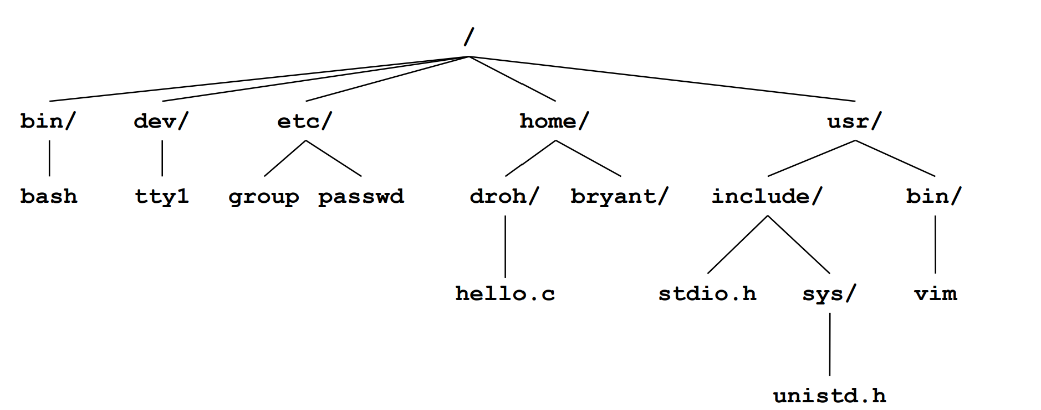 /
bin/ dev/ etc/ home/ usr/
bash tty1 group passwd droh/ bryant/ include/ bin/
hello.c stdio.h sys/ vim
unistd.h